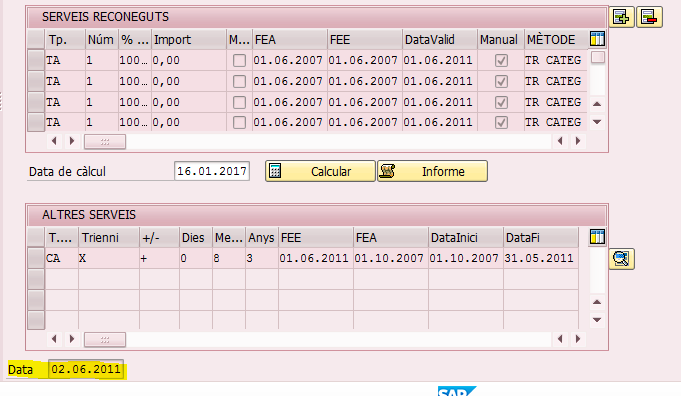 SERVEIS RECONEGUTS
Tp. Núm % ... Import M... FEA FEE DataValid Manual MÈTODE
TA 1 100... 0,00 01.06.2007 01.06.2007 01.06.2011 TR CATEG
TA 1 100... 0,00 01.06.2007 01.06.2007 01.06.2011 TR CATEG
TA 1 100... 0,00 01.06.2007 01.06.2007 01.06.2011 TR CATEG
TA 1 100... 0,00 01.06.2007 01.06.2007 01.06.2011 TR CATEG
Data de càlcul 16.01.2017 Calcular Informe
ALTRES SERVEIS
T.... Trienni +/- Dies Me... Anys FEE FEA DataInici DataFi
CA X + 0 8 3 01.06.2011 01.10.2007 01.10.2007 31.05.2011
Data 02.06.2011
SAP